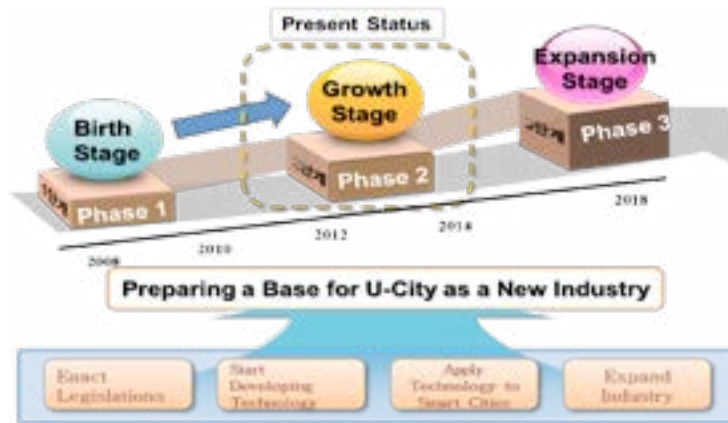 Present Status
Expansion
Stage
Growth
Stage
Birth
Stage
Phase 3
Phase 2
Phase 1
2018
2014
2012
2010
2008
Preparing a Base for U-City as a New Industry
Enact
Legislations
Start
Developing
Technology
Apply
Technology to
Smart Cities
Expand
Industry